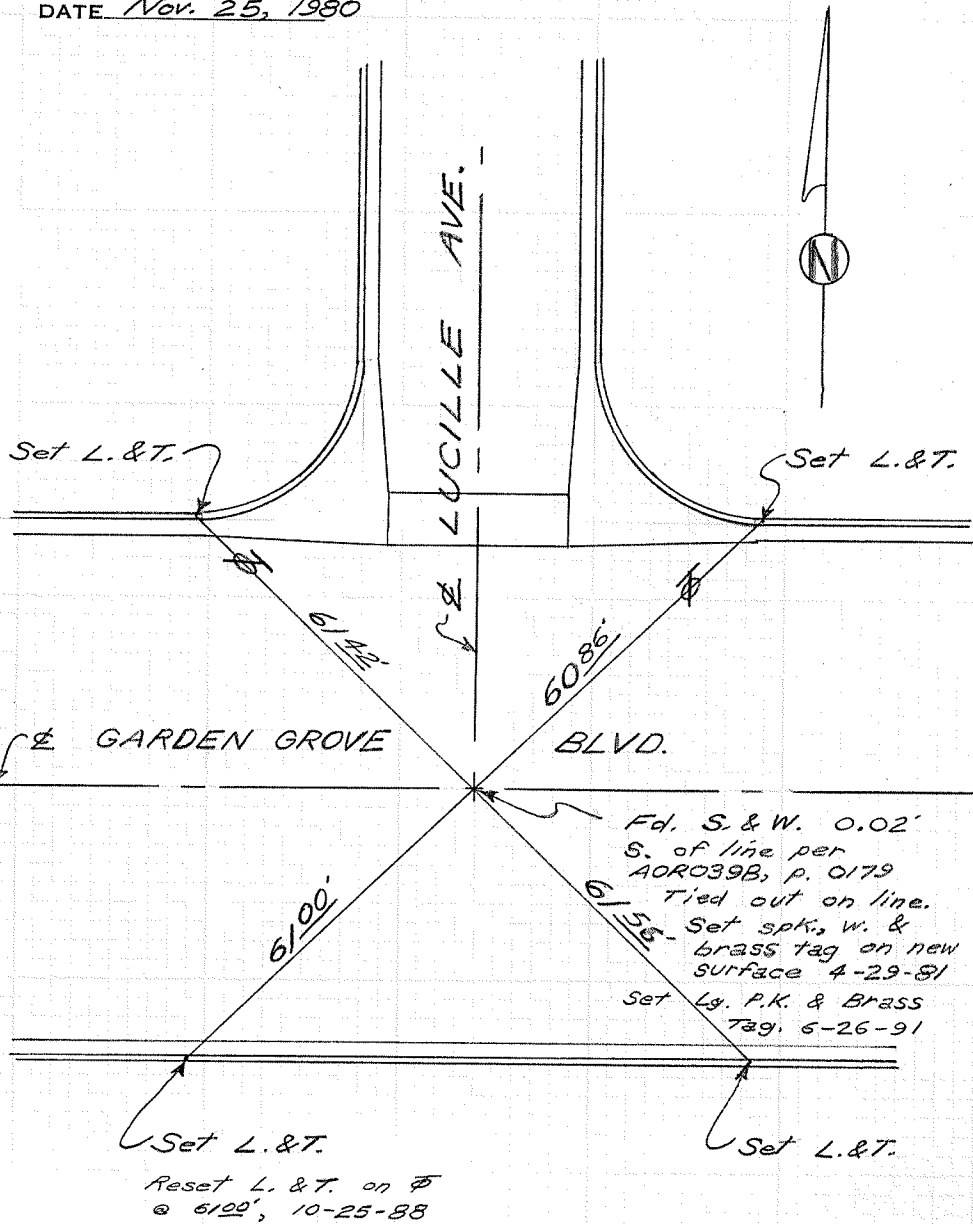 DATE Nov. 25, 1980
N
℄ LUCILLE AVE.
Set L.&T.
Set L.&T.
61 42'
60 86'
℄ GARDEN GROVE BLVD.
Fd. S. & W. 0.02'
S. of line per
AOR039B, p. 0179
Tied out on line.
Set spk., w. &
brass tag on new
surface 4-29-81
Set Lg. P.K. & Brass
Tag. 6-26-91
61 00'
61 56'
Set L.&T.
Reset L. & T. on
@ 61 00', 10-25-88
Set L.&T.